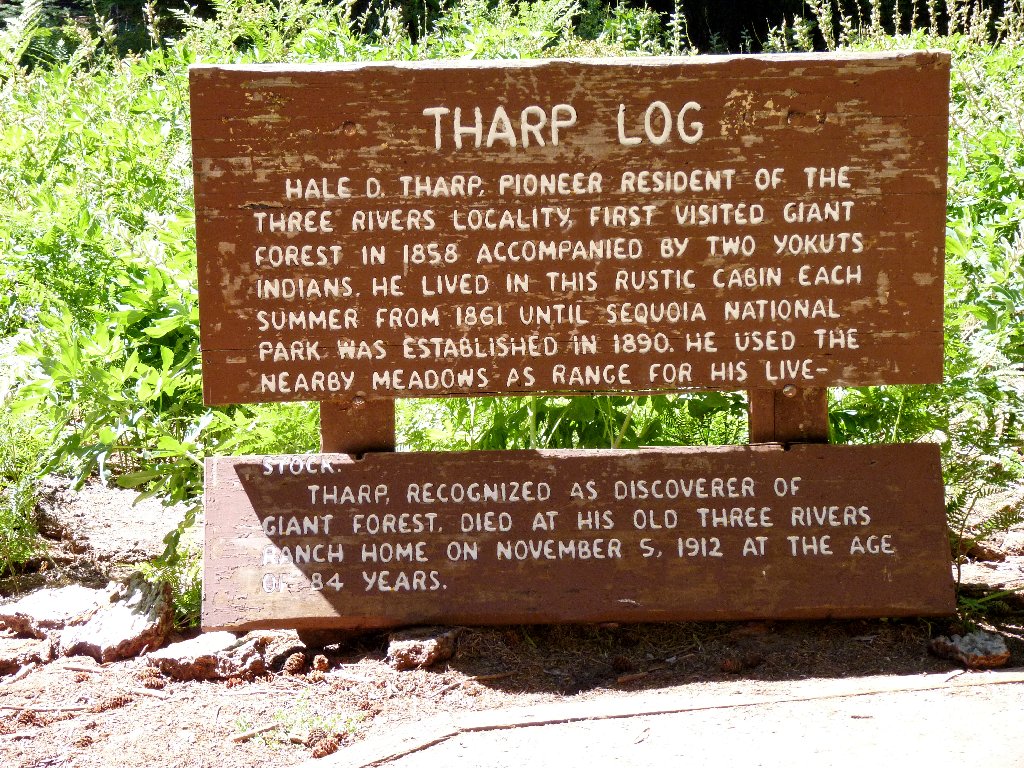 THARP LOG
HALE D. THARP, PIONEER RESIDENT OF THE
THREE RIVERS LOCALITY, FIRST VISITED GIANT
FOREST IN 1858 ACCOMPANIED BY TWO YOKUTS
INDIANS. HE LIVED IN THIS RUSTIC CABIN EACH
SUMMER FROM 1861 UNTIL SEQUOIA NATIONAL
PARK WAS ESTABLISHED IN 1890. HE USED THE
NEARBY MEADOWS AS RANGE FOR HIS LIVE-
STOCK.
THARP, RECOGNIZED AS DISCOVERER OF
GIANT FOREST, DIED AT HIS OLD THREE RIVERS
RANCH HOME ON NOVEMBER 5, 1912 AT THE AGE
OF 84 YEARS.